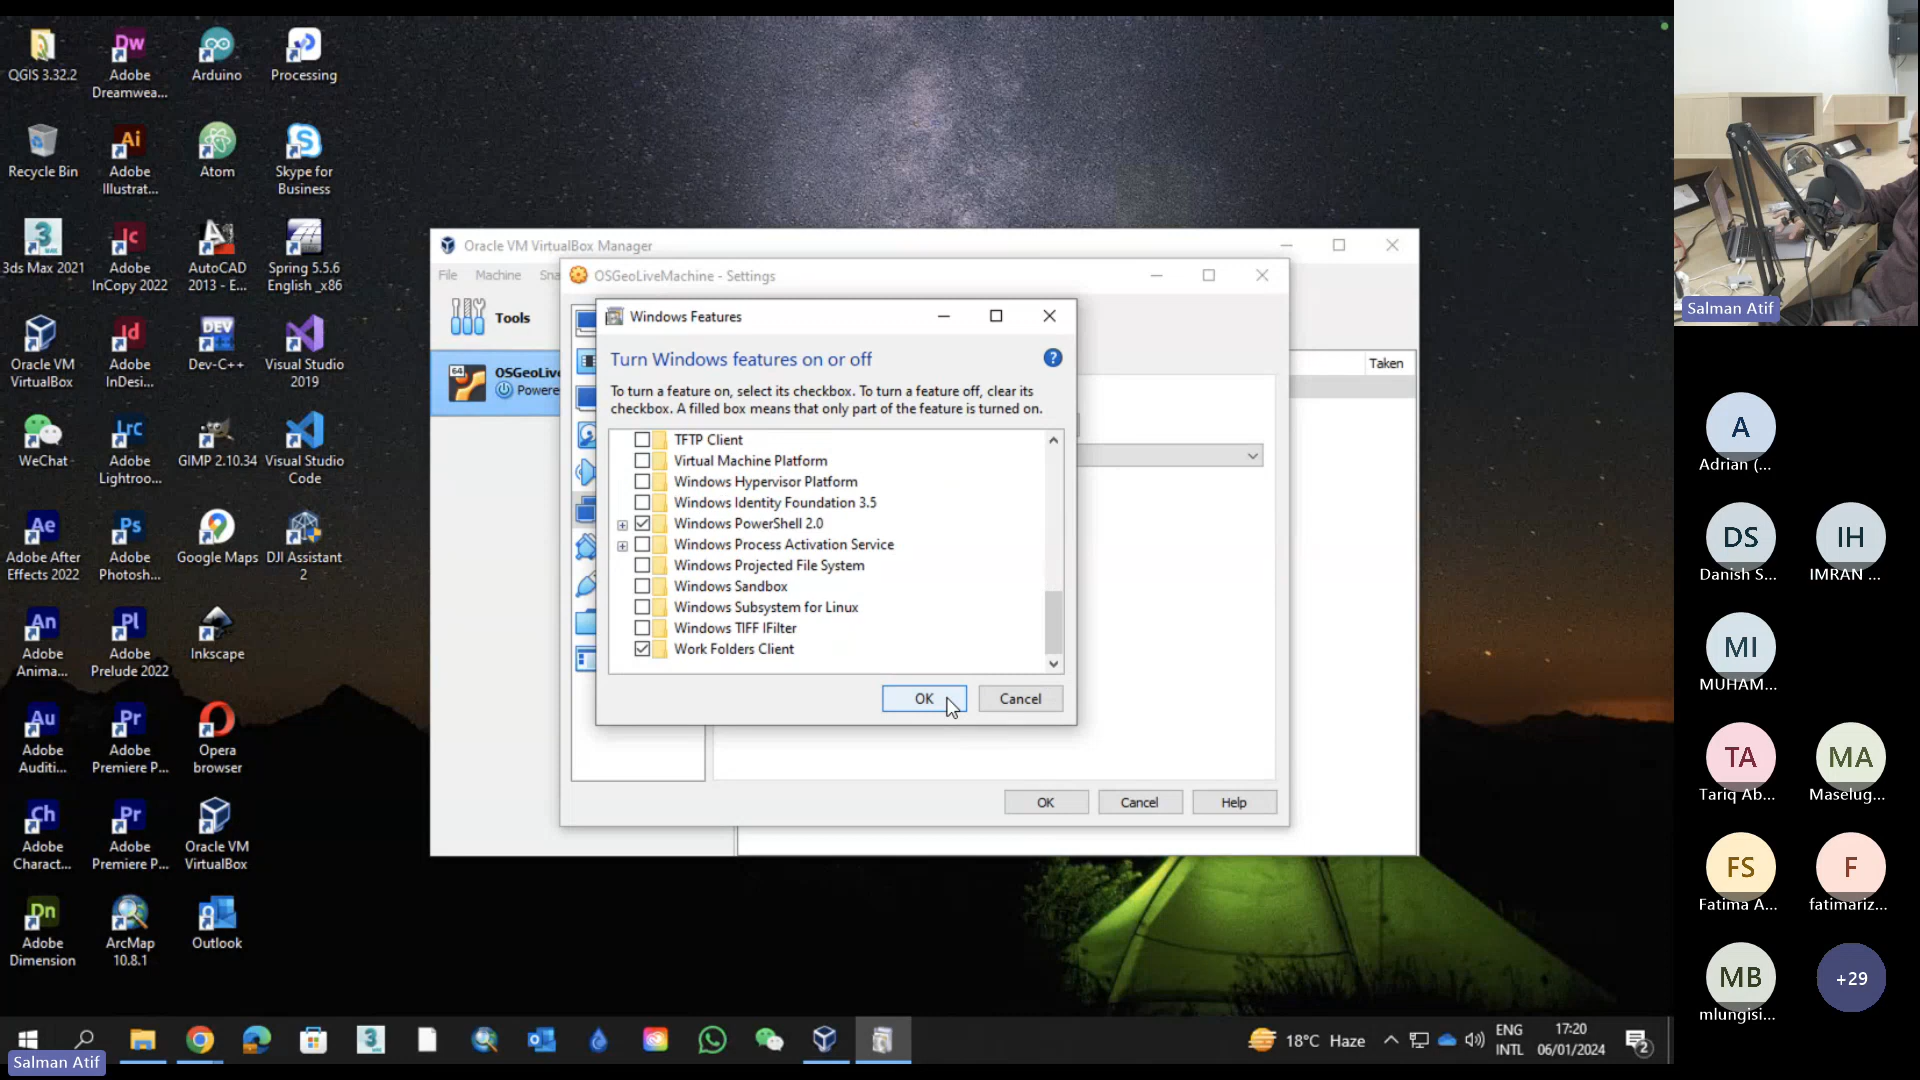 QGIS 3.32.2
Adobe
Dreamwea...
Arduino
Processing
Recycle Bin
Adobe
Illustrat...
Atom
Skype for
Business
3ds Max 2021
Adobe
InCopy 2022
AutoCAD
2013 - E...
Spring 5.5.6
English _x86
Oracle VM
VirtualBox
Adobe
InDesi...
Dev-C++
Visual Studio
2019
WeChat
Adobe
Lightroo...
GIMP 2.10.34
Visual Studio
Code
Adobe After
Effects 2022
Adobe
Photosh...
Google Maps
DJI Assistant
2
Adobe
Anima...
Adobe
Prelude 2022
Inkscape
Adobe
Auditi...
Adobe
Premiere P...
Opera
browser
Adobe
Charact...
Adobe
Premiere P...
Oracle VM
VirtualBox
Adobe
Dimension
ArcMap
10.8.1
Outlook
Oracle VM VirtualBox Manager
File Machine Sna
Tools
64
OSGeoLive
Powere
Taken
OSGeoLiveMachine - Settings
OK Cancel Help
Windows Features
Turn Windows features on or off
To turn a feature on, select its checkbox. To turn a feature off, clear its
checkbox. A filled box means that only part of the feature is turned on.
TFTP Client
Virtual Machine Platform
Windows Hypervisor Platform
Windows Identity Foundation 3.5
Windows PowerShell 2.0
Windows Process Activation Service
Windows Projected File System
Windows Sandbox
Windows Subsystem for Linux
Windows TIFF IFilter
Work Folders Client
OK Cancel
18°C Haze
ENG
INTL
17:20
06/01/2024
2
Salman Atif
Salman Atif
A
Adrian (...
DS
Danish S...
IH
IMRAN ...
MI
MUHAM...
TA
Tariq Ab...
MA
Maselug...
FS
Fatima A...
F
fatimariz...
MB
mlungisi...
+29